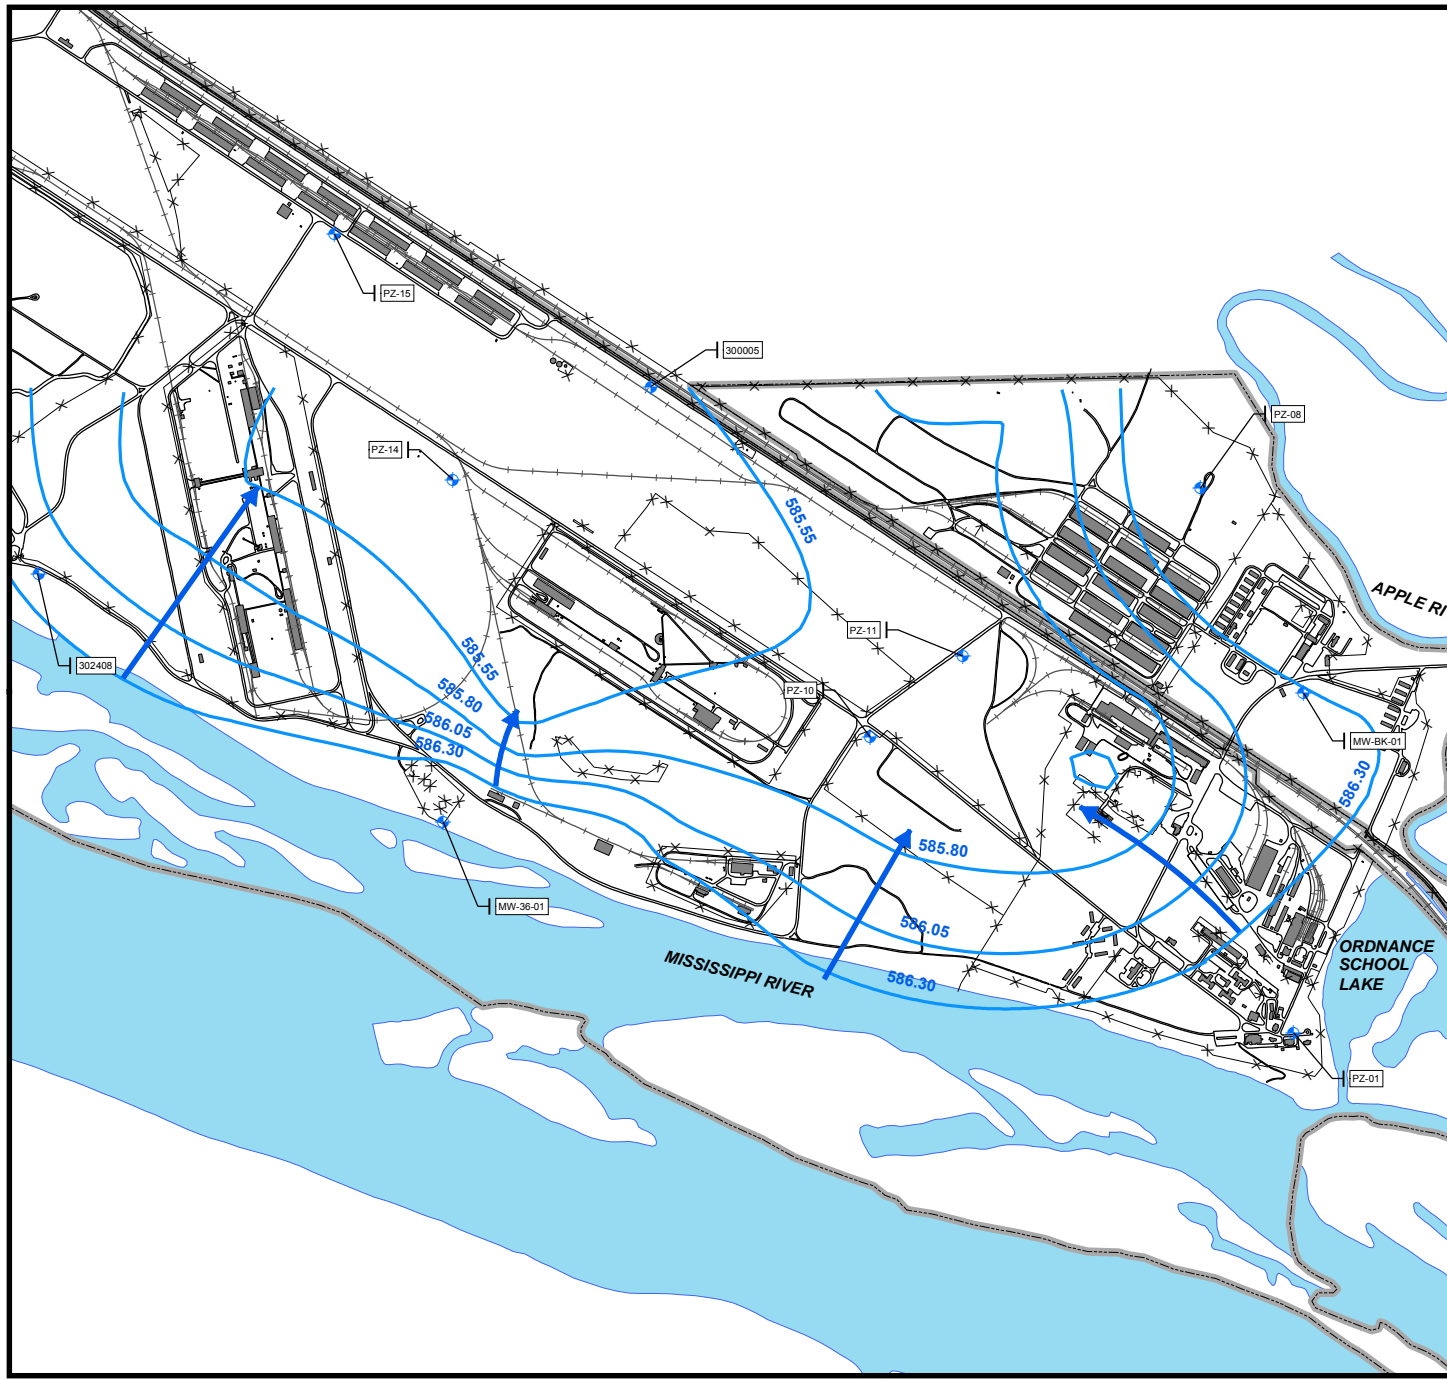 PZ-15
300005
PZ-08
PZ-14
585.55
APPLE RI
PZ-11
585.55
302408
585.80
PZ-10
586.05
586.30
MW-BK-01
586.30
585.80
MW-36-01
586.05
MISSISSIPPI RIVER
586.30
ORDNANCE
SCHOOL
LAKE
PZ-01